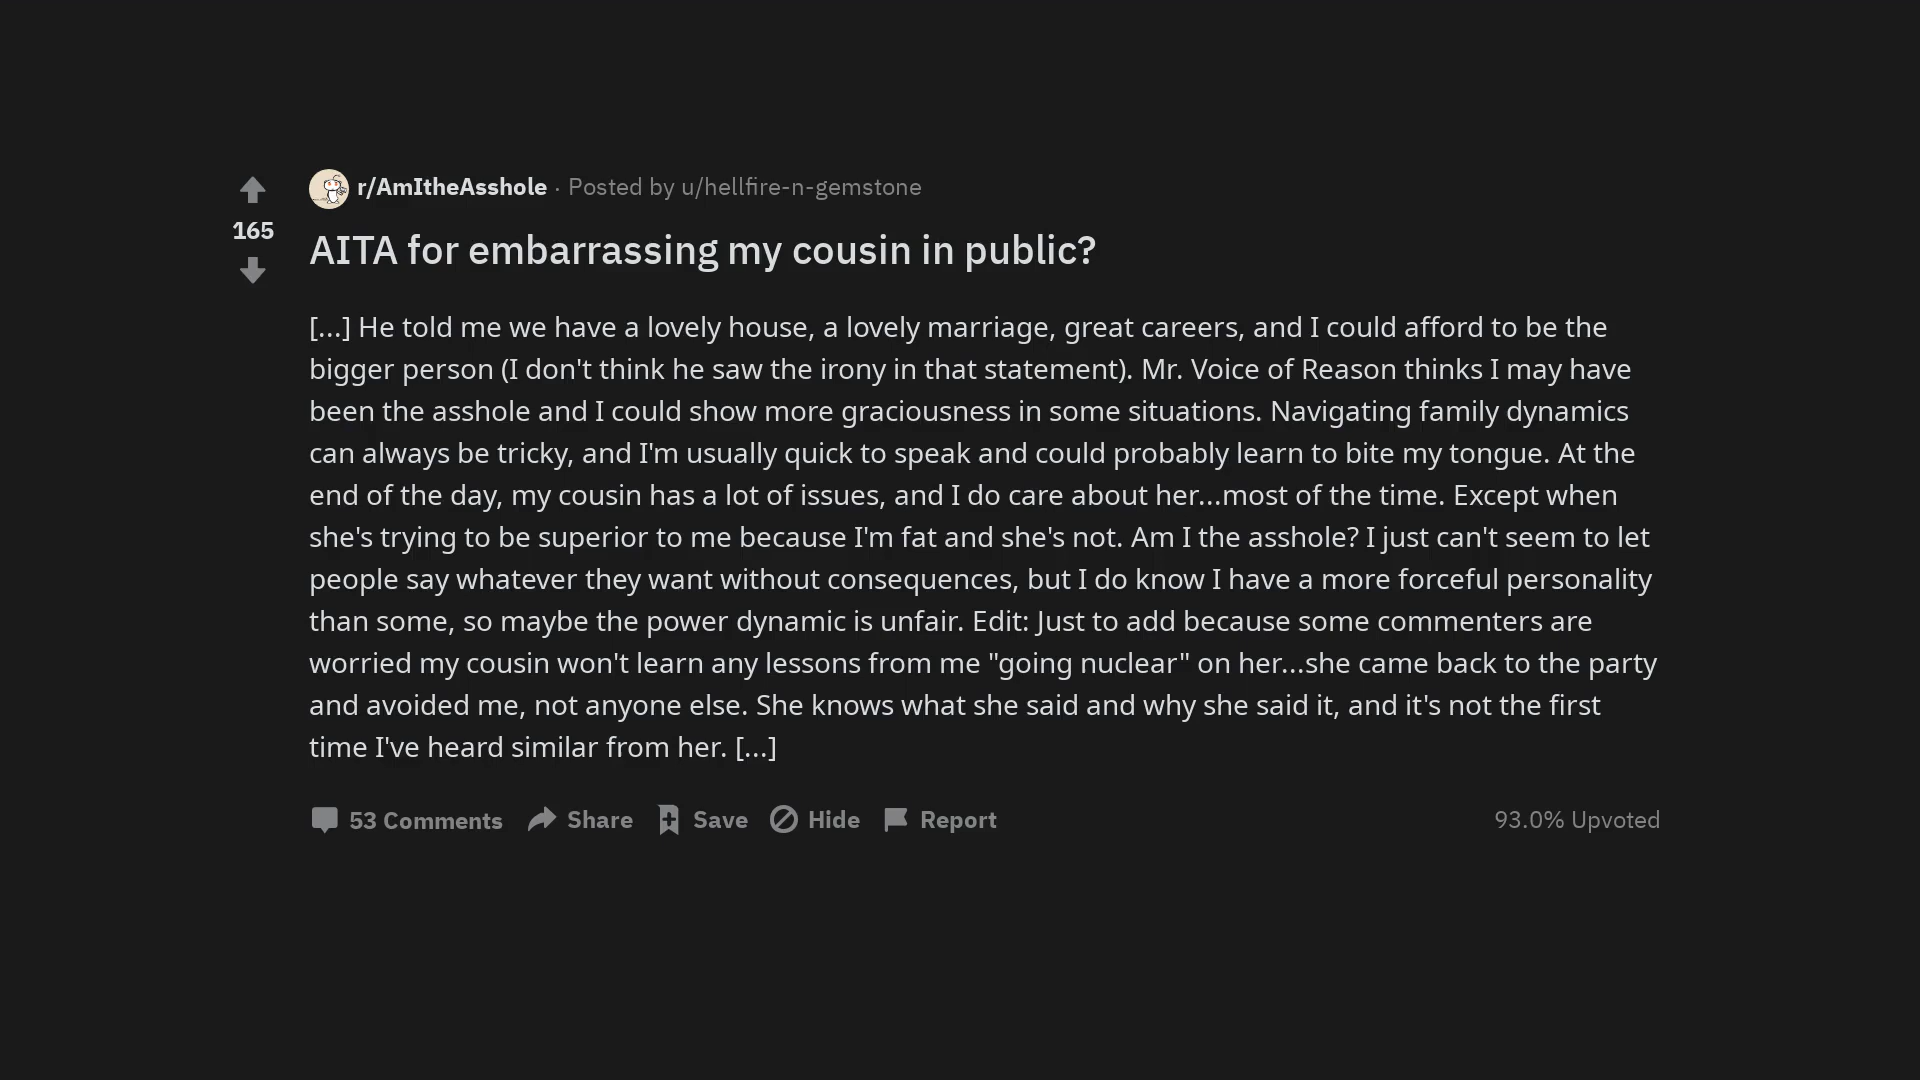 r/AmItheAsshole · Posted by u/hellfire-n-gemstone
165
AITA for embarrassing my cousin in public?
[...] He told me we have a lovely house, a lovely marriage, great careers, and I could afford to be the
bigger person (I don't think he saw the irony in that statement). Mr. Voice of Reason thinks I may have
been the asshole and I could show more graciousness in some situations. Navigating family dynamics
can always be tricky, and I'm usually quick to speak and could probably learn to bite my tongue. At the
end of the day, my cousin has a lot of issues, and I do care about her...most of the time. Except when
she's trying to be superior to me because I'm fat and she's not. Am I the asshole? I just can't seem to let
people say whatever they want without consequences, but I do know I have a more forceful personality
than some, so maybe the power dynamic is unfair. Edit: Just to add because some commenters are
worried my cousin won't learn any lessons from me "going nuclear" on her...she came back to the party
and avoided me, not anyone else. She knows what she said and why she said it, and it's not the first
time I've heard similar from her. [...]
53 Comments Share Save Hide Report 93.0% Upvoted